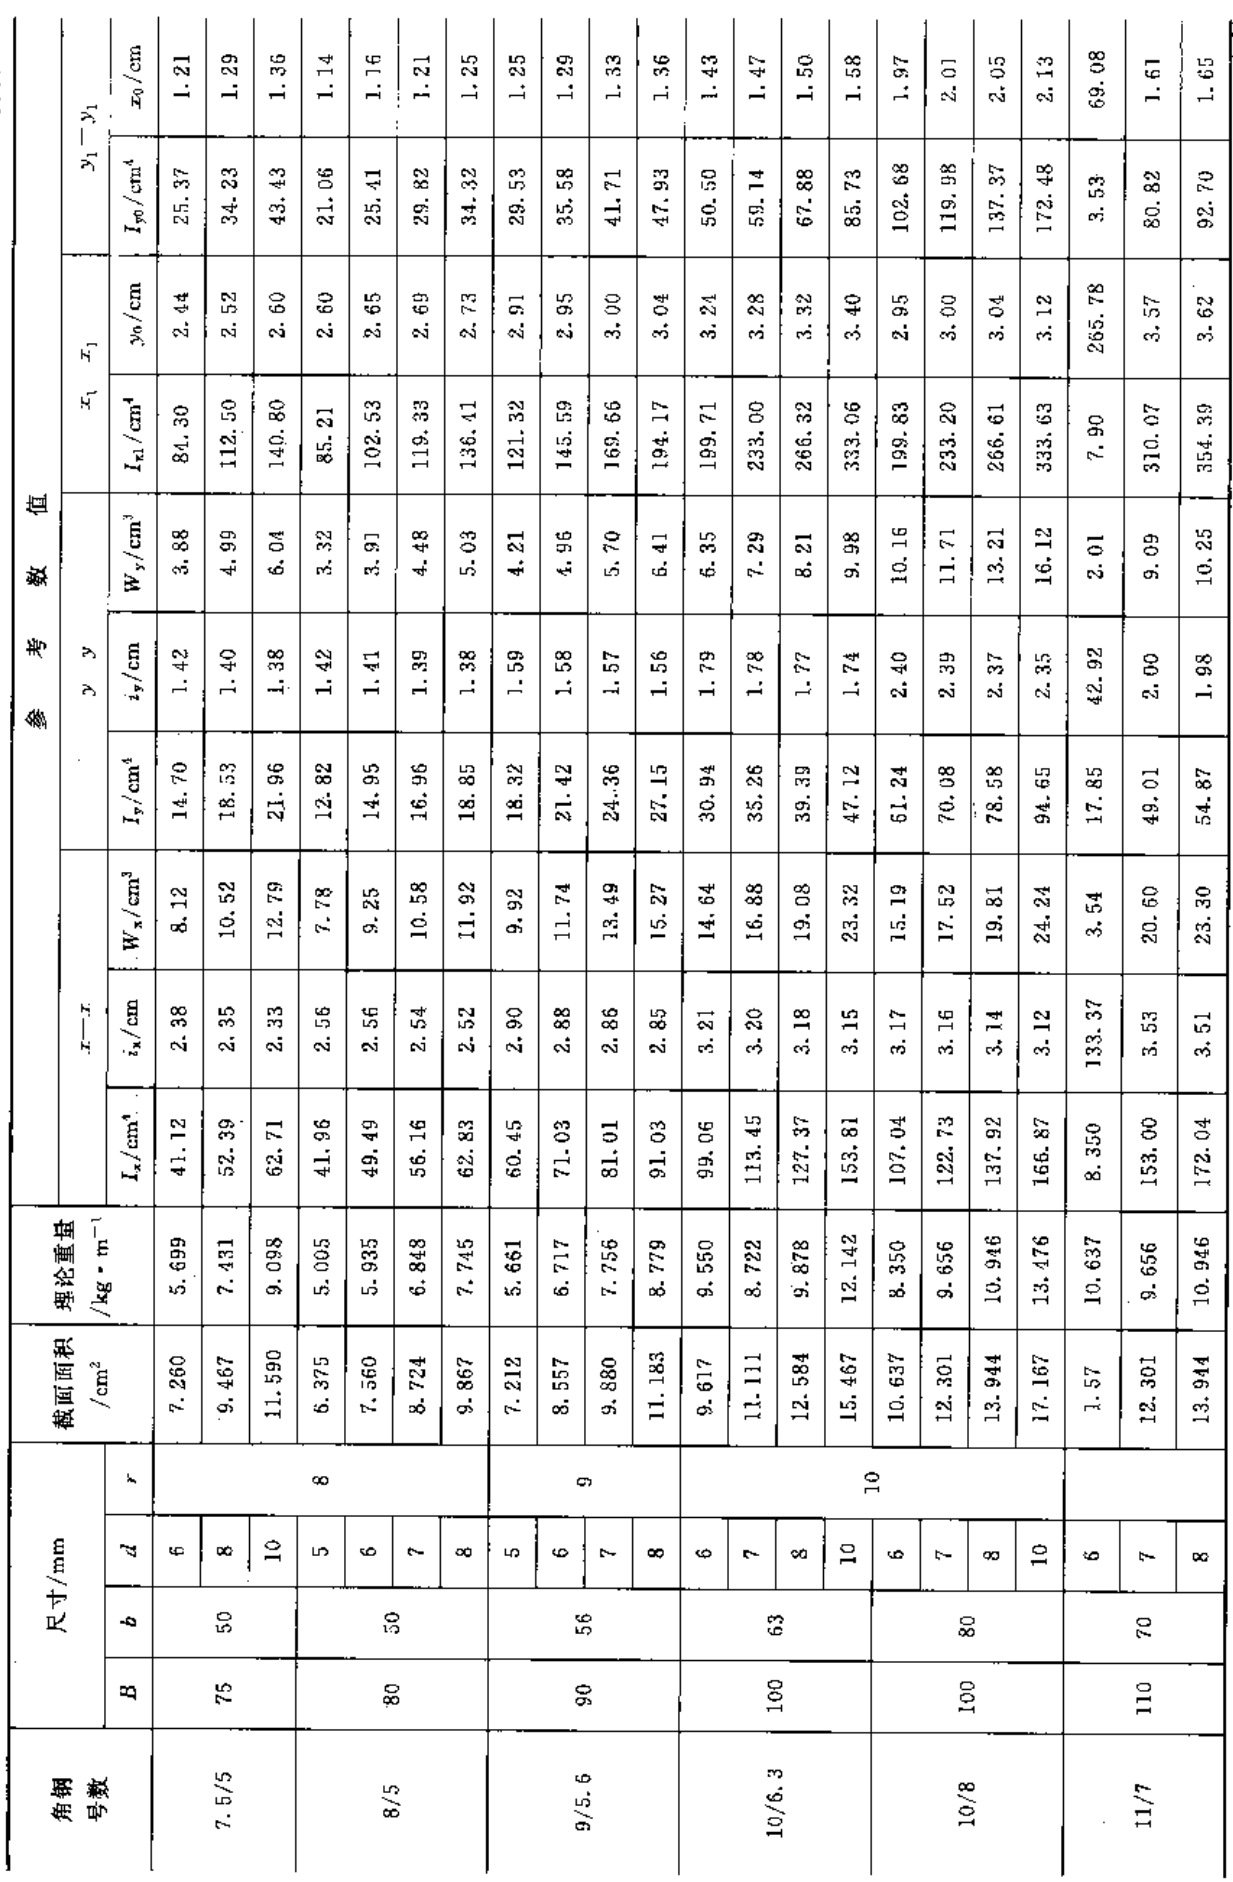 角钢号数 尺寸/mm 截面面积/cm² 理论重量/kg·m⁻¹ 参考数值
x—x y y x₁ x₁ y₁—y₁
B b d r Iₓ/cm⁴ iₓ/cm Wₓ/cm³ I_y/cm⁴ i_y/cm W_y/cm³ I_x1/cm⁴ y₀/cm I_y0/cm⁴ x₀/cm
7.5/5 75 50 6 8 7.260 5.699 41.12 2.38 8.12 14.70 1.42 3.88 84.30 2.44 25.37 1.21
8 9.467 7.431 52.39 2.35 10.52 18.53 1.40 4.99 112.50 2.52 34.23 1.29
10 11.590 9.098 62.71 2.33 12.79 21.96 1.38 6.04 140.80 2.60 43.43 1.36
8/5 80 50 5 6.375 5.005 41.96 2.56 7.78 12.82 1.42 3.32 85.21 2.60 21.06 1.14
6 7.560 5.935 49.49 2.56 9.25 14.95 1.41 3.91 102.53 2.65 25.41 1.16
7 8.724 6.848 56.16 2.54 10.58 16.96 1.39 4.48 119.33 2.69 29.82 1.21
8 9.867 7.745 62.83 2.52 11.92 18.85 1.38 5.03 136.41 2.73 34.32 1.25
9/5.6 90 56 5 9 7.212 5.661 60.45 2.90 9.92 18.32 1.59 4.21 121.32 2.91 29.53 1.25
6 8.557 6.717 71.03 2.88 11.74 21.42 1.58 4.96 145.59 2.95 35.58 1.29
7 9.880 7.756 81.01 2.86 13.49 24.36 1.57 5.70 169.66 3.00 41.71 1.33
8 11.183 8.779 91.03 2.85 15.27 27.15 1.56 6.41 194.17 3.04 47.93 1.36
10/6.3 100 63 6 10 9.617 9.550 99.06 3.21 14.64 30.94 1.79 6.35 199.71 3.24 50.50 1.43
7 11.111 8.722 113.45 3.20 16.88 35.26 1.78 7.29 233.00 3.28 59.14 1.47
8 12.584 9.878 127.37 3.18 19.08 39.39 1.77 8.21 266.32 3.32 67.88 1.50
10 15.467 12.142 153.81 3.15 23.32 47.12 1.74 9.98 333.06 3.40 85.73 1.58
10/8 100 80 6 10.637 8.350 107.04 3.17 15.19 61.24 2.40 10.16 199.83 2.95 102.68 1.97
7 12.301 9.656 122.73 3.16 17.52 70.08 2.39 11.71 233.20 3.00 119.98 2.01
8 13.944 10.946 137.92 3.14 19.81 78.58 2.37 13.21 266.61 3.04 137.37 2.05
10 17.167 13.476 166.87 3.12 24.24 94.65 2.35 16.12 333.63 3.12 172.48 2.13
11/7 110 70 6 1.57 10.637 8.350 133.37 3.54 17.85 42.92 2.01 7.90 265.78 3.53 69.08
7 12.301 9.656 153.00 3.53 20.60 49.01 2.00 9.09 310.07 3.57 80.82 1.61
8 13.944 10.946 172.04 3.51 23.30 54.87 1.98 10.25 354.39 3.62 92.70 1.65